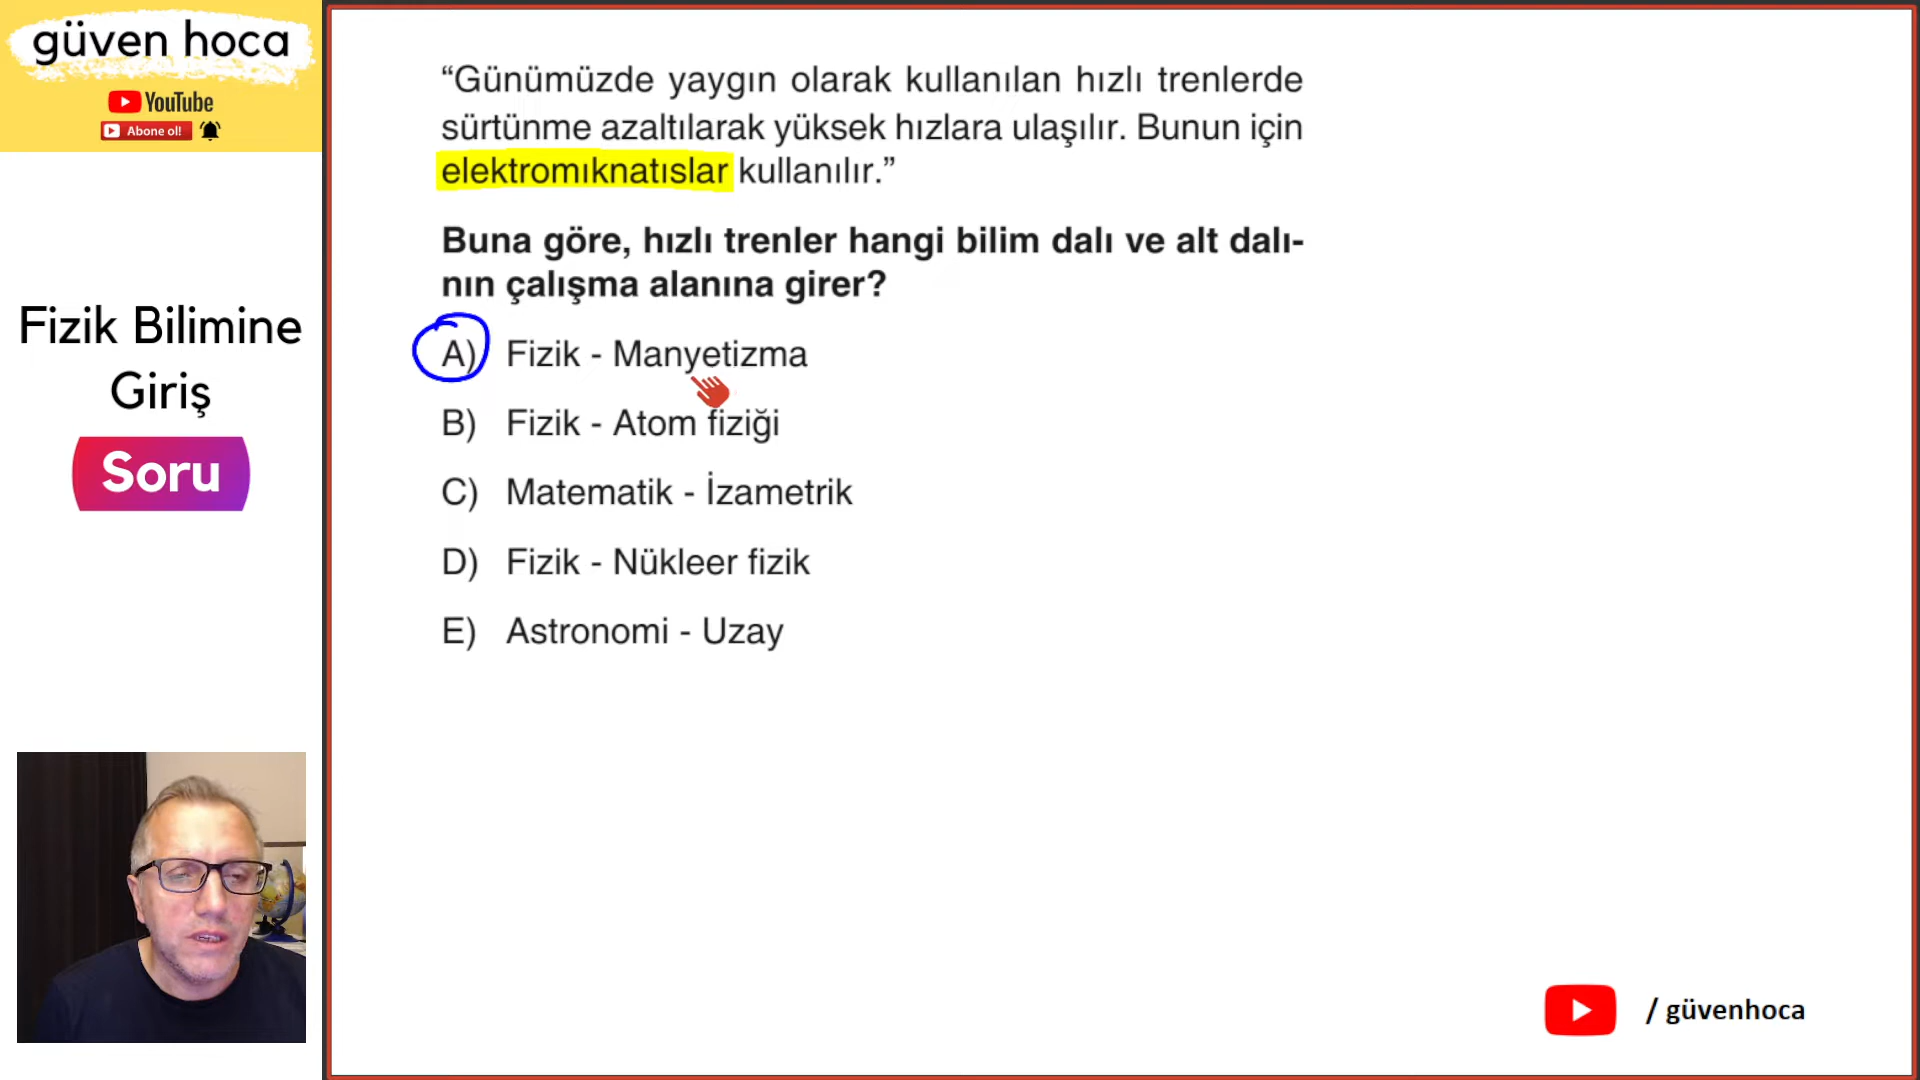 güven hoca
YouTube
Abone ol!
Fizik Bilimine
Giriş
Soru
“Günümüzde yaygın olarak kullanılan hızlı trenlerde
sürtünme azaltılarak yüksek hızlara ulaşılır. Bunun için
elektromıknatıslar kullanılır.”
Buna göre, hızlı trenler hangi bilim dalı ve alt dalı-
nın çalışma alanına girer?
A) Fizik - Manyetizma
B) Fizik - Atom fiziği
C) Matematik - İzametrik
D) Fizik - Nükleer fizik
E) Astronomi - Uzay
/ güvenhoca